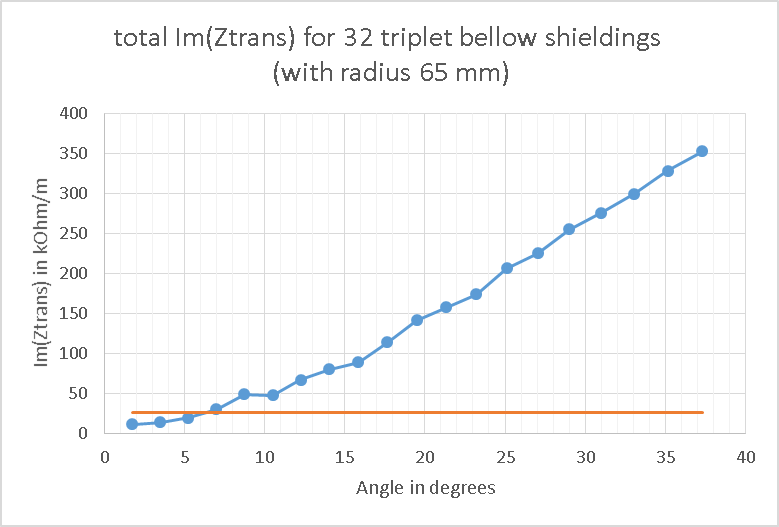 total Im(Ztrans) for 32 triplet bellow shieldings
(with radius 65 mm)
Im(Ztrans) in kOhm/m
400
350
300
250
200
150
100
50
0
0 5 10 15 20 25 30 35 40
Angle in degrees